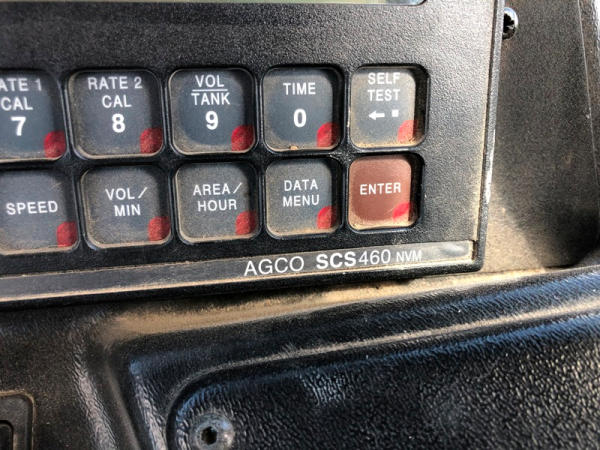 RATE 1
CAL
7
RATE 2
CAL
8
VOL
TANK
9
TIME
0
SELF
TEST
←
SPEED
VOL/
MIN
AREA/
HOUR
DATA
MENU
ENTER
AGCO SCS460 NVM